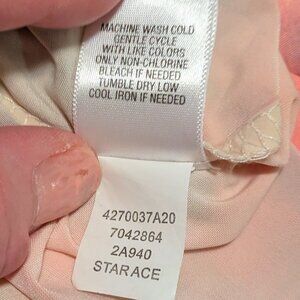 MACHINE WASH COLD
GENTLE CYCLE
WITH LIKE COLORS
ONLY NON-CHLORINE
BLEACH IF NEEDED
TUMBLE DRY LOW
COOL IRON IF NEEDED
4270037A20
7042864
2A940
STARACE